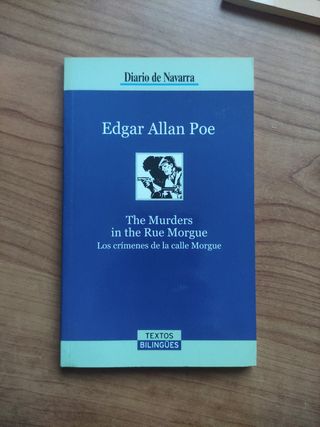 Diario de Navarra
Edgar Allan Poe
The Murders
in the Rue Morgue
Los crímenes de la calle Morgue
TEXTOS
BILINGÜES